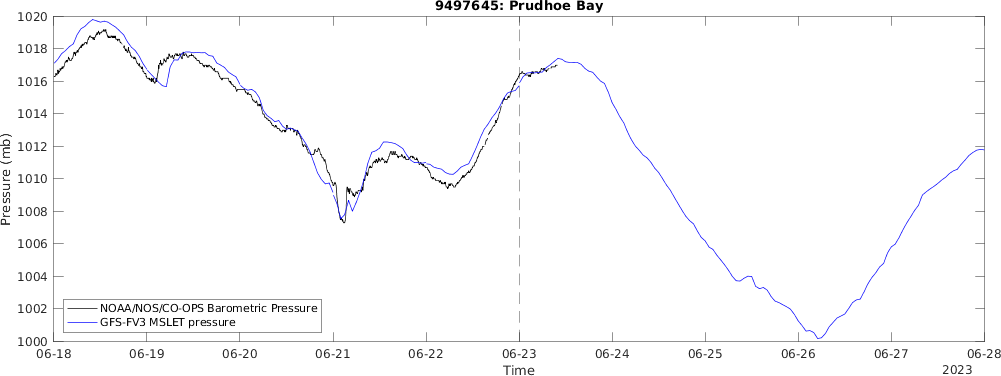 9497645: Prudhoe Bay
Pressure (mb)
1020
1018
1016
1014
1012
1010
1008
1006
1004
1002
1000
NOAA/NOS/CO-OPS Barometric Pressure
GFS-FV3 MSLET pressure
06-18 06-19 06-20 06-21 06-22 06-23 06-24 06-25 06-26 06-27 06-28
Time
2023